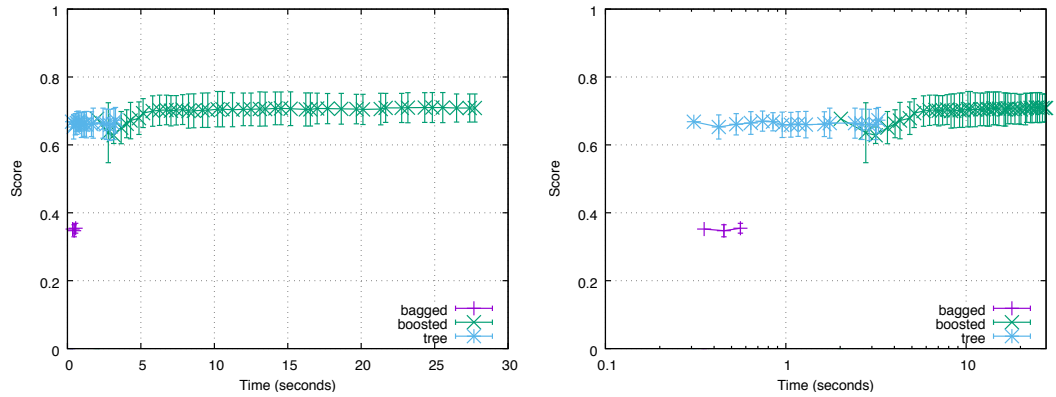 1
0.8
0.6
0.4
0.2
0
Score
0 5 10 15 20 25 30
Time (seconds)
bagged
boosted
tree
1
0.8
0.6
0.4
0.2
0
Score
0.1 1 10
Time (seconds)
bagged
boosted
tree